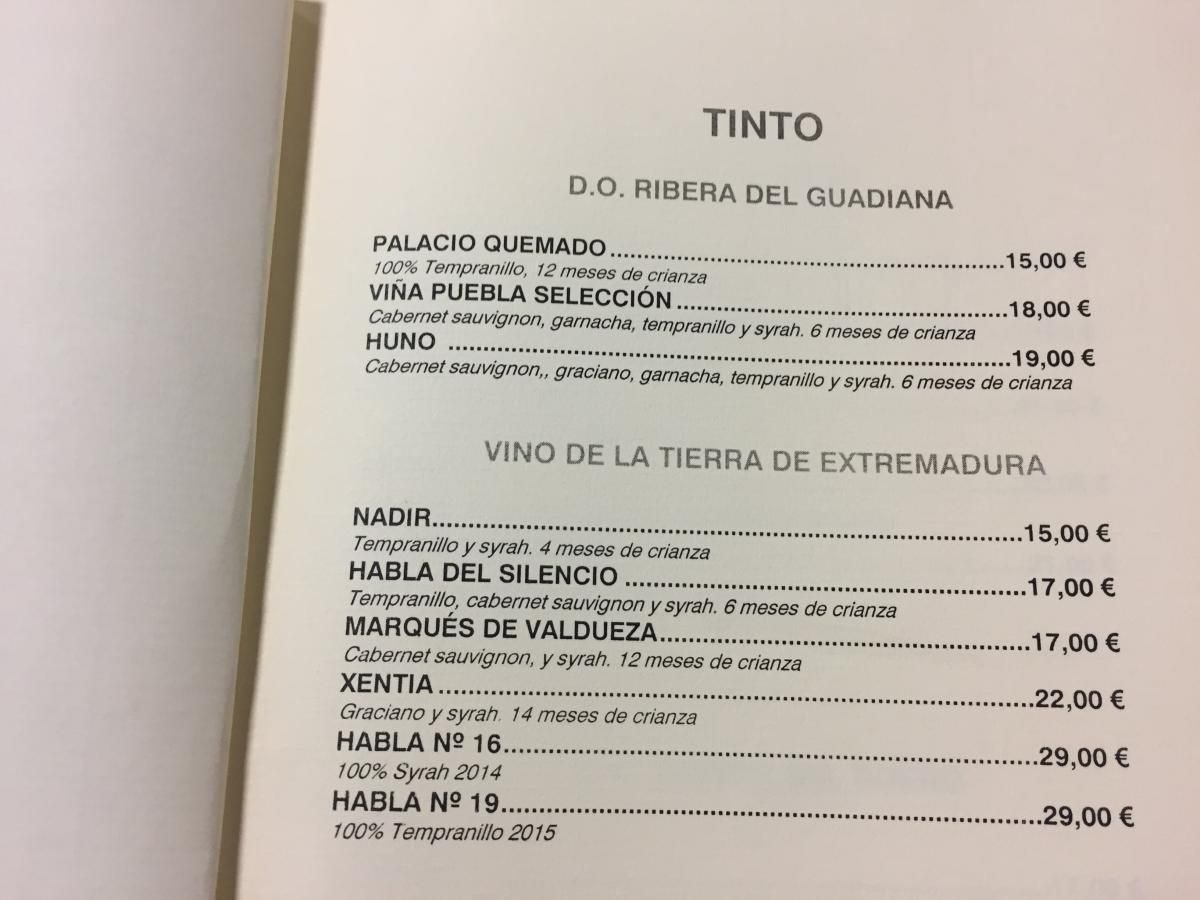 TINTO
D.O. RIBERA DEL GUADIANA
PALACIO QUEMADO......................................................15,00 €
100% Tempranillo, 12 meses de crianza
VIÑA PUEBLA SELECCIÓN.............................................18,00 €
Cabernet sauvignon, garnacha, tempranillo y syrah. 6 meses de crianza
HUNO .............................................................................19,00 €
Cabernet sauvignon,, graciano, garnacha, tempranillo y syrah. 6 meses de crianza
VINO DE LA TIERRA DE EXTREMADURA
NADIR................................................................................15,00 €
Tempranillo y syrah. 4 meses de crianza
HABLA DEL SILENCIO ......................................................17,00 €
Tempranillo, cabernet sauvignon y syrah. 6 meses de crianza
MARQUÉS DE VALDUEZA..................................................17,00 €
Cabernet sauvignon, y syrah. 12 meses de crianza
XENTIA................................................................................22,00 €
Graciano y syrah. 14 meses de crianza
HABLA Nº 16........................................................................29,00 €
100% Syrah 2014
HABLA Nº 19........................................................................29,00 €
100% Tempranillo 2015